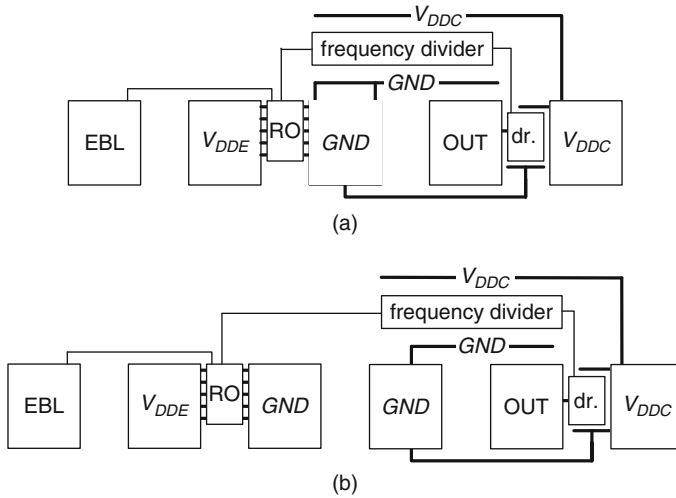 V_DDC
frequency divider
GND
EBL V_DDE RO GND OUT dr. V_DDC
(a)
V_DDC
frequency divider
GND
EBL V_DDE RO GND GND OUT dr. V_DDC
(b)